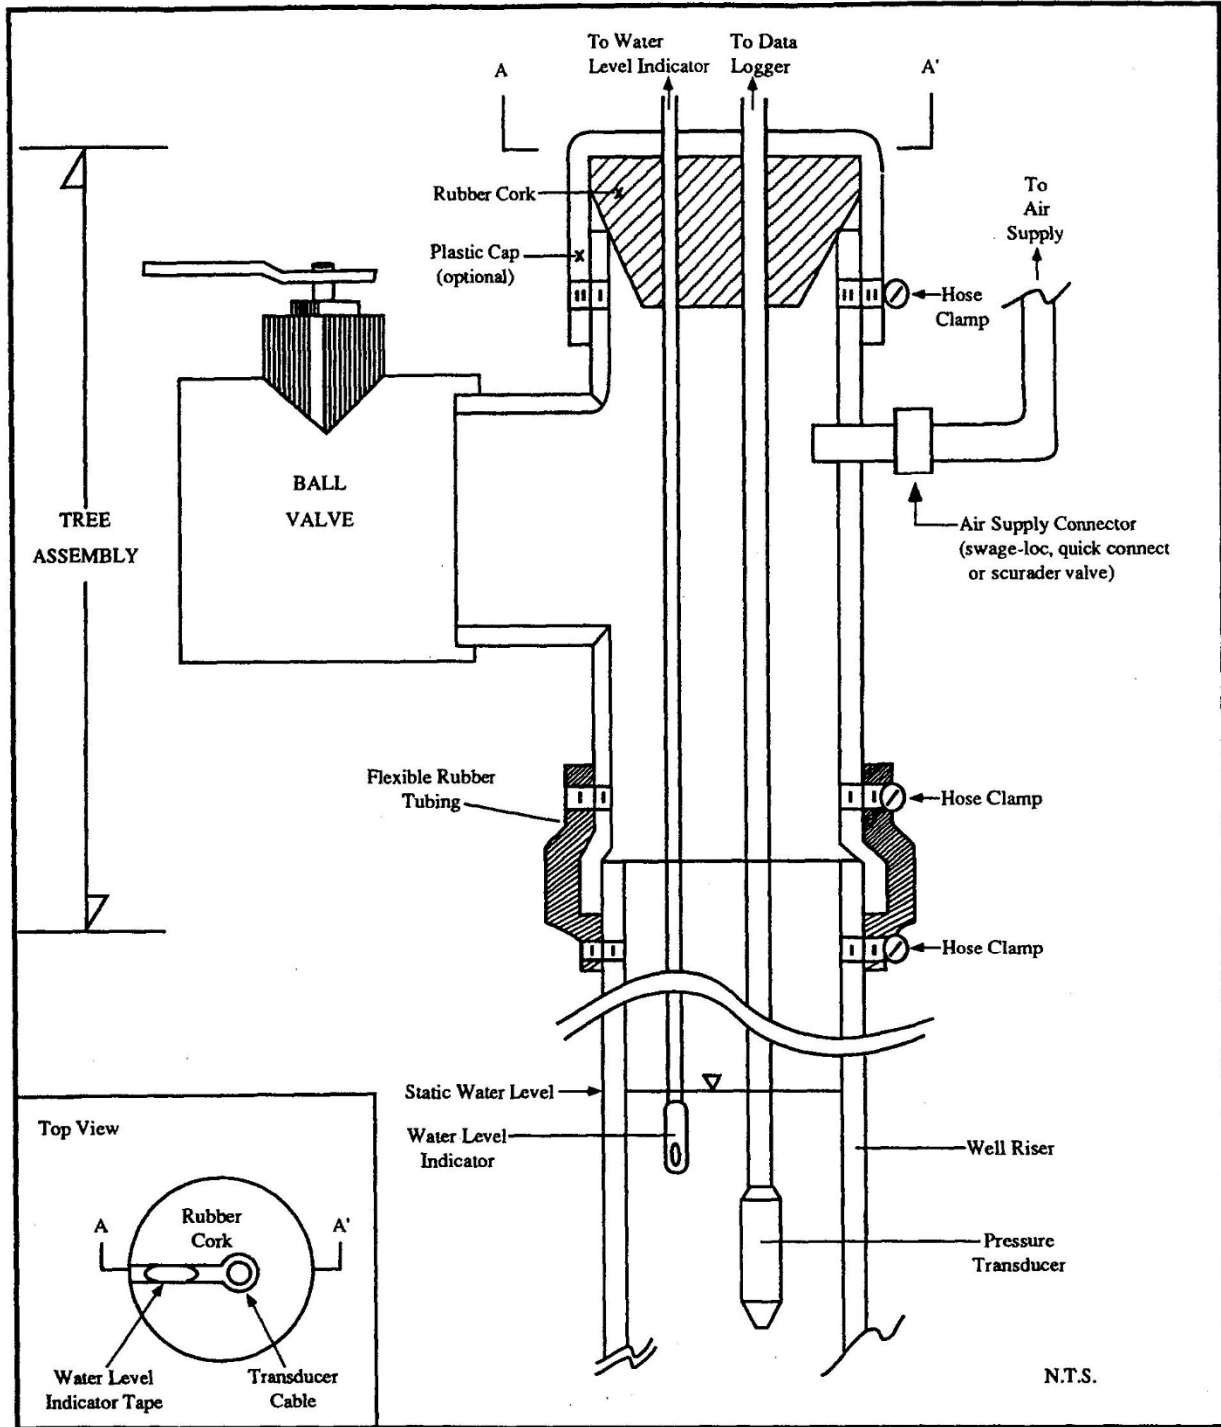 To Water
Level Indicator
To Data
Logger
A
A'
Rubber Cork
To
Air
Supply
Plastic Cap
(optional)
Hose
Clamp
BALL
VALVE
TREE
ASSEMBLY
Air Supply Connector
(swage-loc, quick connect
or scurader valve)
Flexible Rubber
Tubing
Hose Clamp
Hose Clamp
Static Water Level
Water Level
Indicator
Well Riser
Pressure
Transducer
Top View
A
Rubber
Cork
A'
Water Level
Indicator Tape
Transducer
Cable
N.T.S.